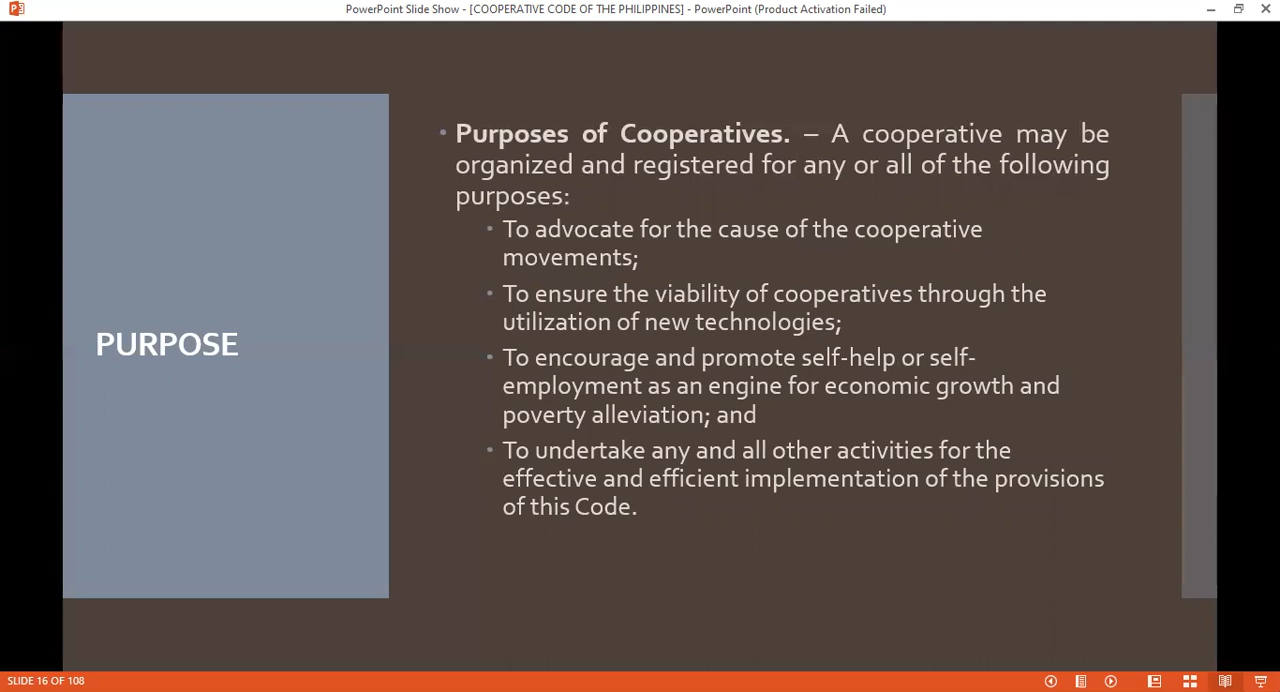 PowerPoint Slide Show - [COOPERATIVE CODE OF THE PHILIPPINES] - PowerPoint (Product Activation Failed)
PURPOSE
• Purposes of Cooperatives. – A cooperative may be
organized and registered for any or all of the following
purposes:
• To advocate for the cause of the cooperative
movements;
• To ensure the viability of cooperatives through the
utilization of new technologies;
• To encourage and promote self-help or self-
employment as an engine for economic growth and
poverty alleviation; and
• To undertake any and all other activities for the
effective and efficient implementation of the provisions
of this Code.
SLIDE 16 OF 108